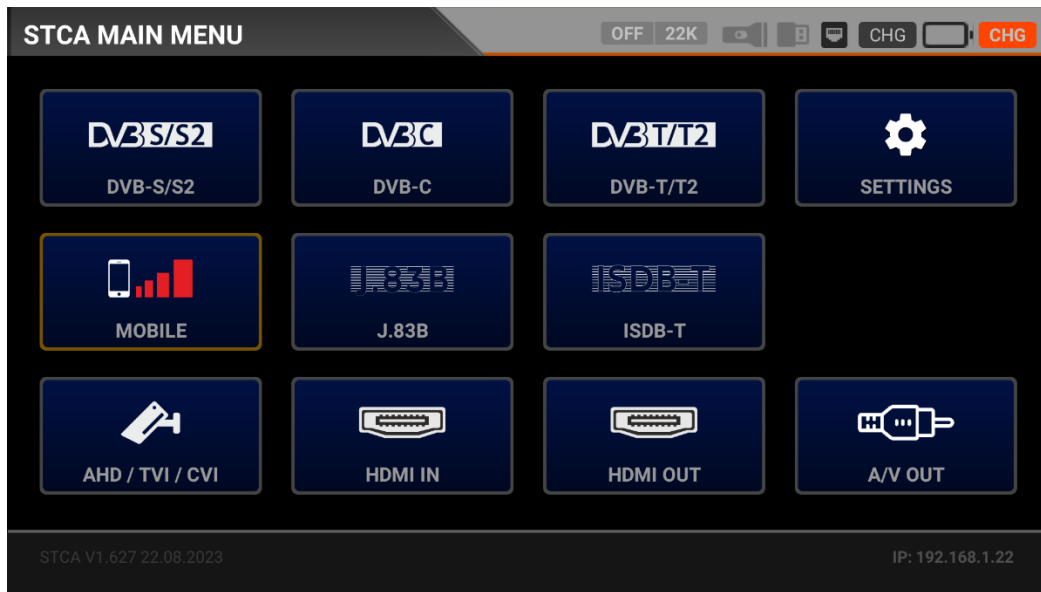 STCA MAIN MENU
OFF 22K CHG CHG
DVB S/S2 DVB C DVB T/T2
DVB-S/S2 DVB-C DVB-T/T2 SETTINGS
J.83B ISDB-T
MOBILE J.83B ISDB-T
AHD / TVI / CVI HDMI IN HDMI OUT A/V OUT
STCA V1.627 22.08.2023 IP: 192.168.1.22